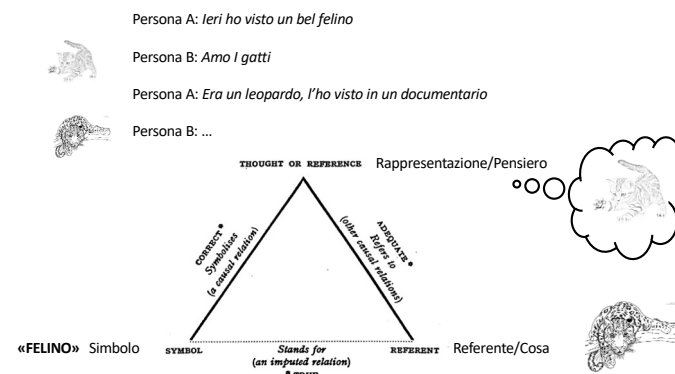 Persona A: Ieri ho visto un bel felino
Persona B: Amo I gatti
Persona A: Era un leopardo, l'ho visto in un documentario
Persona B: ...
THOUGHT OR REFERENCE Rappresentazione/Pensiero
CORRECT*
Symbolises
(a causal relation)
ADEQUATE*
Refers to
(other causal relations)
«FELINO» Simbolo
SYMBOL
Stands for
(an imputed relation)
* TRUE
REFERENT Referente/Cosa